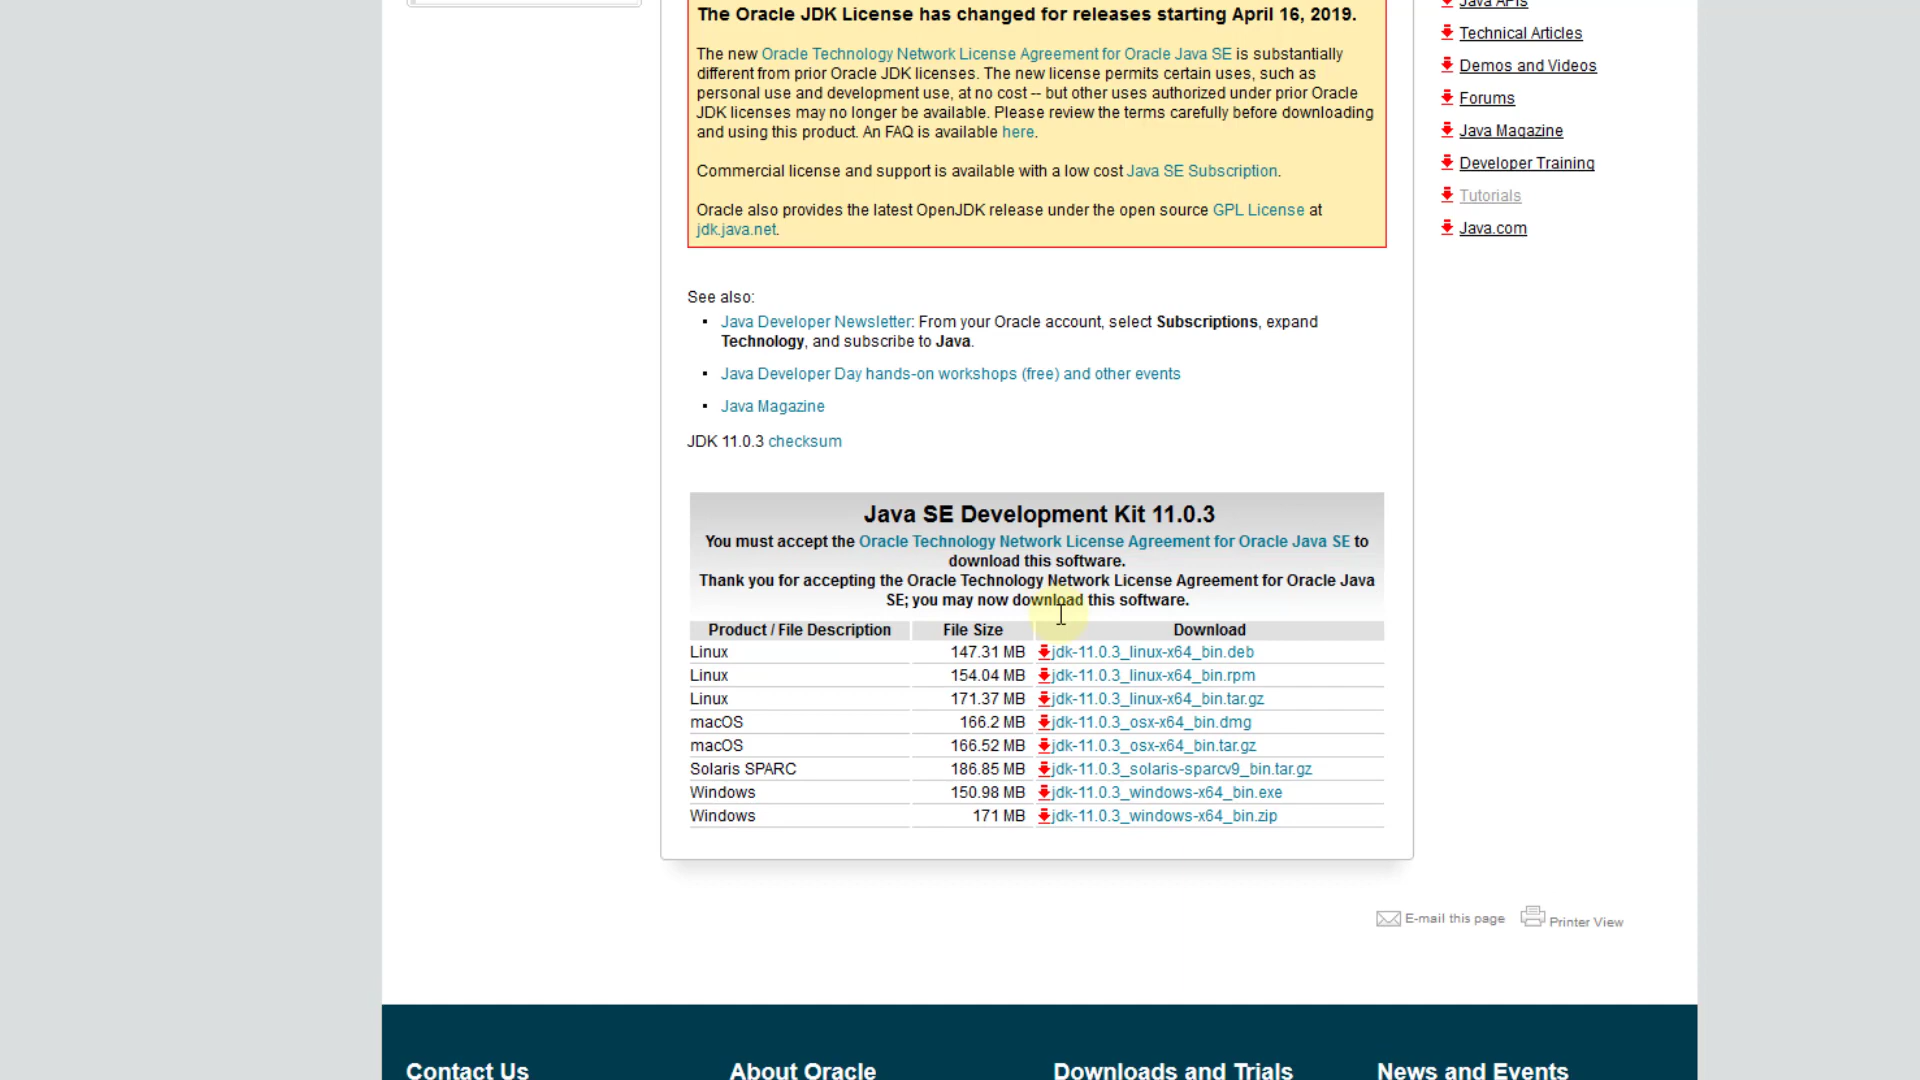 The Oracle JDK License has changed for releases starting April 16, 2019.
The new Oracle Technology Network License Agreement for Oracle Java SE is substantially
different from prior Oracle JDK licenses. The new license permits certain uses, such as
personal use and development use, at no cost -- but other uses authorized under prior Oracle
JDK licenses may no longer be available. Please review the terms carefully before downloading
and using this product. An FAQ is available here.
Commercial license and support is available with a low cost Java SE Subscription.
Oracle also provides the latest OpenJDK release under the open source GPL License at
jdk.java.net.
See also:
Java Developer Newsletter: From your Oracle account, select Subscriptions, expand
Technology, and subscribe to Java.
Java Developer Day hands-on workshops (free) and other events
Java Magazine
JDK 11.0.3 checksum
Java SE Development Kit 11.0.3
You must accept the Oracle Technology Network License Agreement for Oracle Java SE to
download this software.
Thank you for accepting the Oracle Technology Network License Agreement for Oracle Java
SE; you may now download this software.
Product / File Description File Size Download
Linux 147.31 MB jdk-11.0.3_linux-x64_bin.deb
Linux 154.04 MB jdk-11.0.3_linux-x64_bin.rpm
Linux 171.37 MB jdk-11.0.3_linux-x64_bin.tar.gz
macOS 166.2 MB jdk-11.0.3_osx-x64_bin.dmg
macOS 166.52 MB jdk-11.0.3_osx-x64_bin.tar.gz
Solaris SPARC 186.85 MB jdk-11.0.3_solaris-sparcv9_bin.tar.gz
Windows 150.98 MB jdk-11.0.3_windows-x64_bin.exe
Windows 171 MB jdk-11.0.3_windows-x64_bin.zip
Java APIs
Technical Articles
Demos and Videos
Forums
Java Magazine
Developer Training
Tutorials
Java.com
E-mail this page Printer View
Contact Us About Oracle Downloads and Trials News and Events